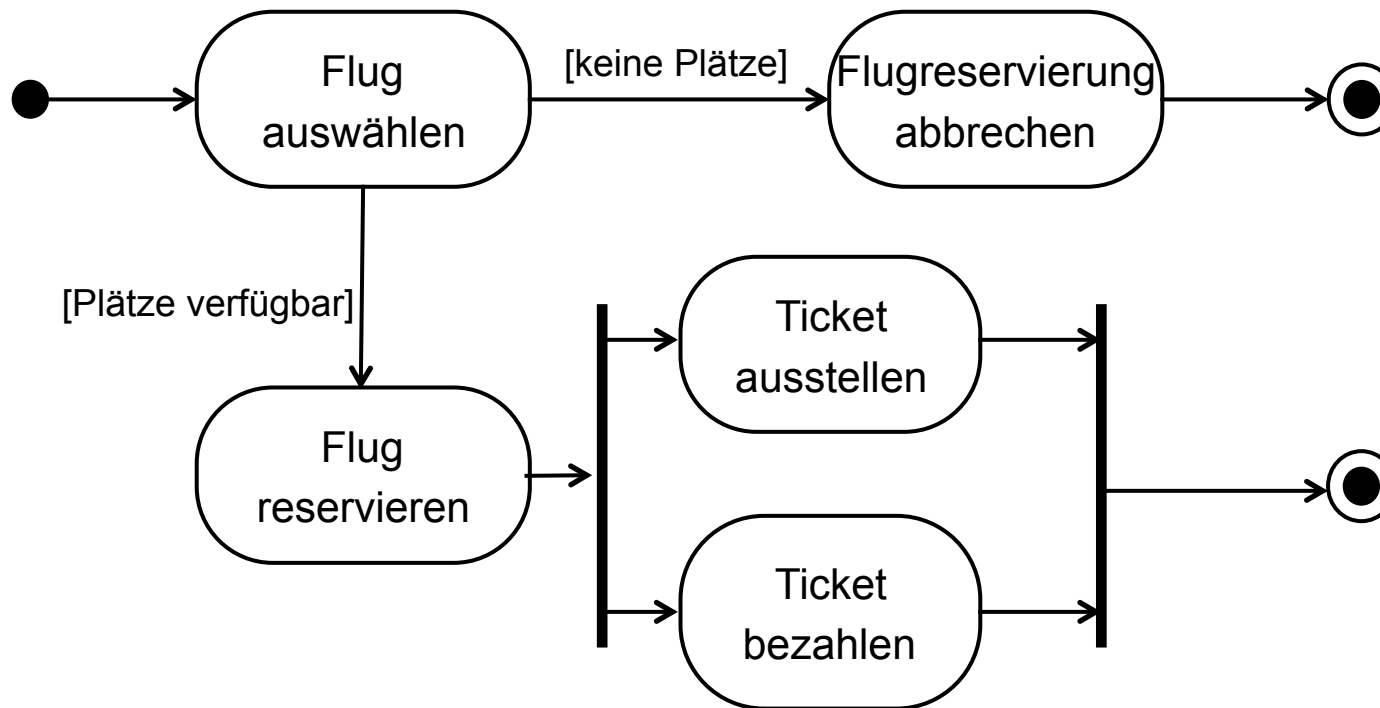 Flug
auswählen
[keine Plätze]
Flugreservierung
abbrechen
[Plätze verfügbar]
Flug
reservieren
Ticket
ausstellen
Ticket
bezahlen